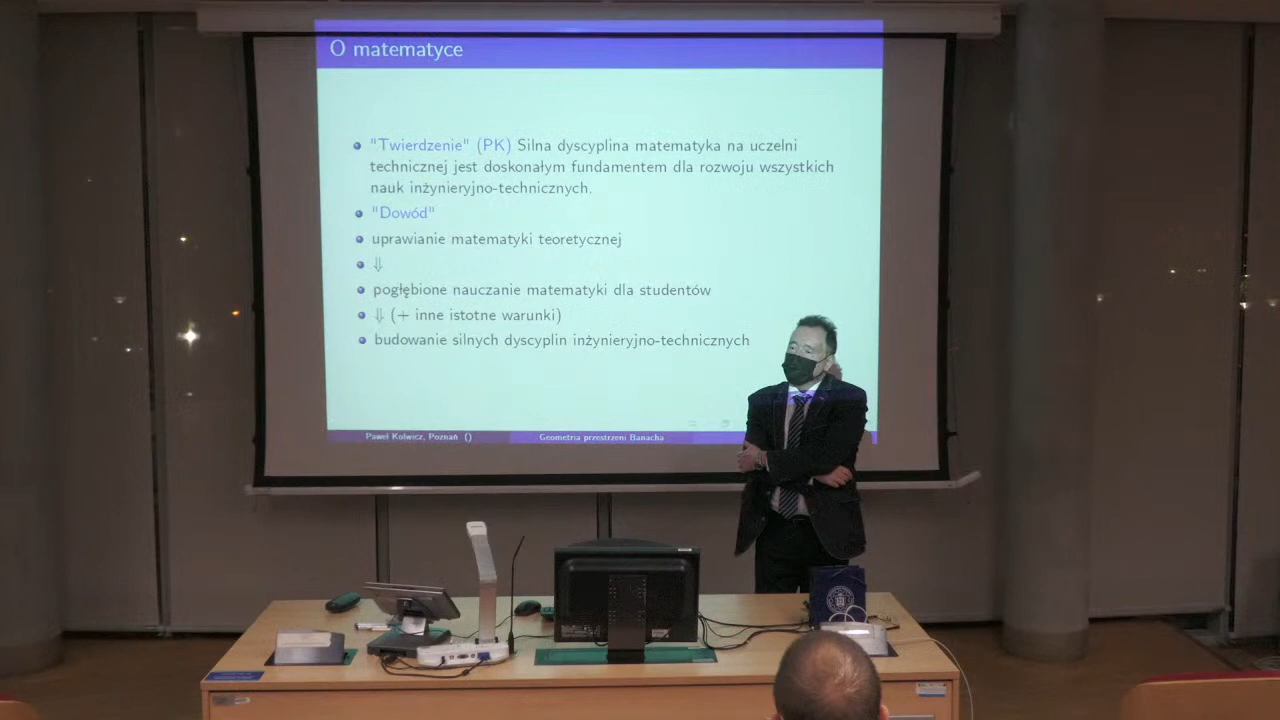 O matematyce
"Twierdzenie" (PK) Silna dyscyplina matematyka na uczelni
technicznej jest doskonałym fundamentem dla rozwoju wszystkich
nauk inżynieryjno-technicznych.
"Dowód"
uprawianie matematyki teoretycznej
⇓
pogłębione nauczanie matematyki dla studentów
⇓ (+ inne istotne warunki)
budowanie silnych dyscyplin inżynieryjno-technicznych
Paweł Kolwicz, Poznań () Geometria przestrzeni Banacha